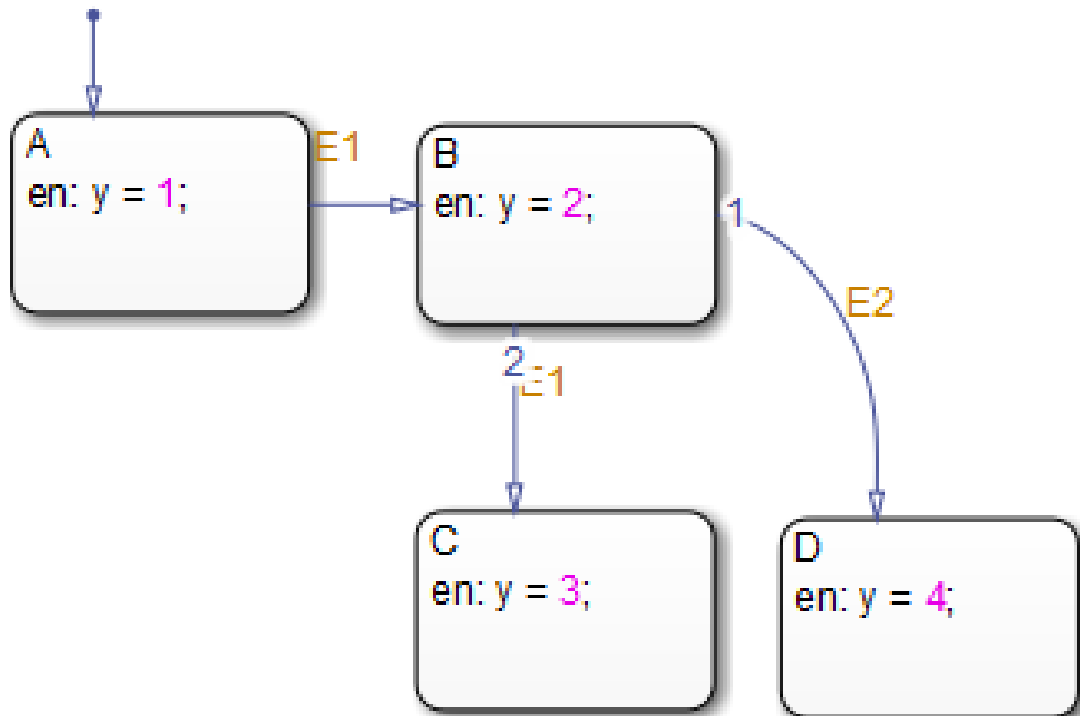 A
en: y = 1;
E1
B
en: y = 2;
1
E2
2
E1
C
en: y = 3;
D
en: y = 4;